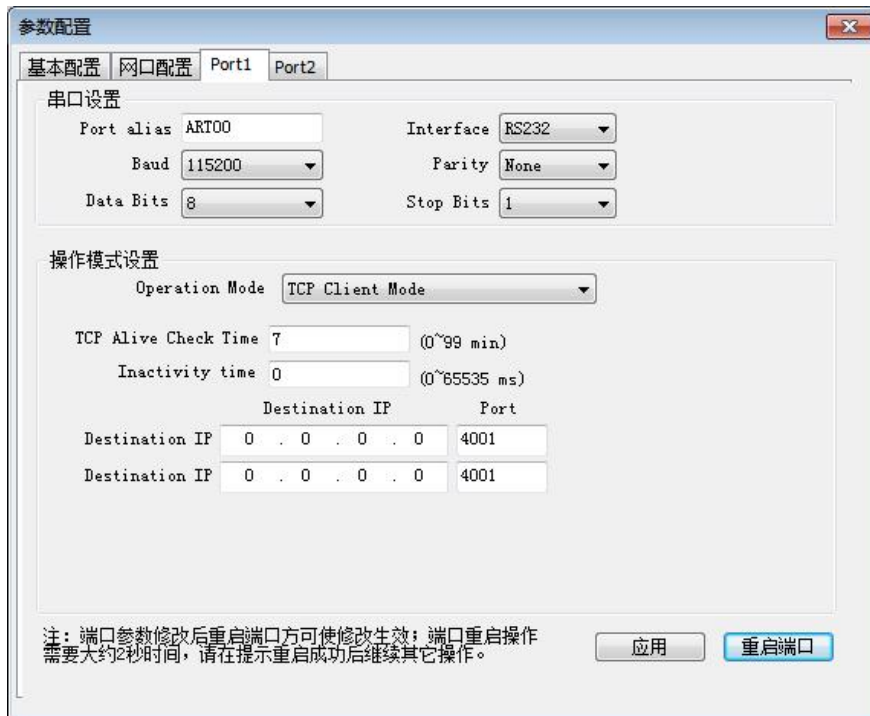 参数配置
基本配置 网口配置 Port1 Port2
串口设置
Port alias ART00 Interface RS232
Baud 115200 Parity None
Data Bits 8 Stop Bits 1
操作模式设置
Operation Mode TCP Client Mode
TCP Alive Check Time 7 (0~99 min)
Inactivity time 0 (0~65535 ms)
Destination IP Port
Destination IP 0 . 0 . 0 . 0 4001
Destination IP 0 . 0 . 0 . 0 4001
注：端口参数修改后重启端口方可使修改生效；端口重启操作
需要大约2秒时间，请在提示重启成功后继续其它操作。
应用 重启端口